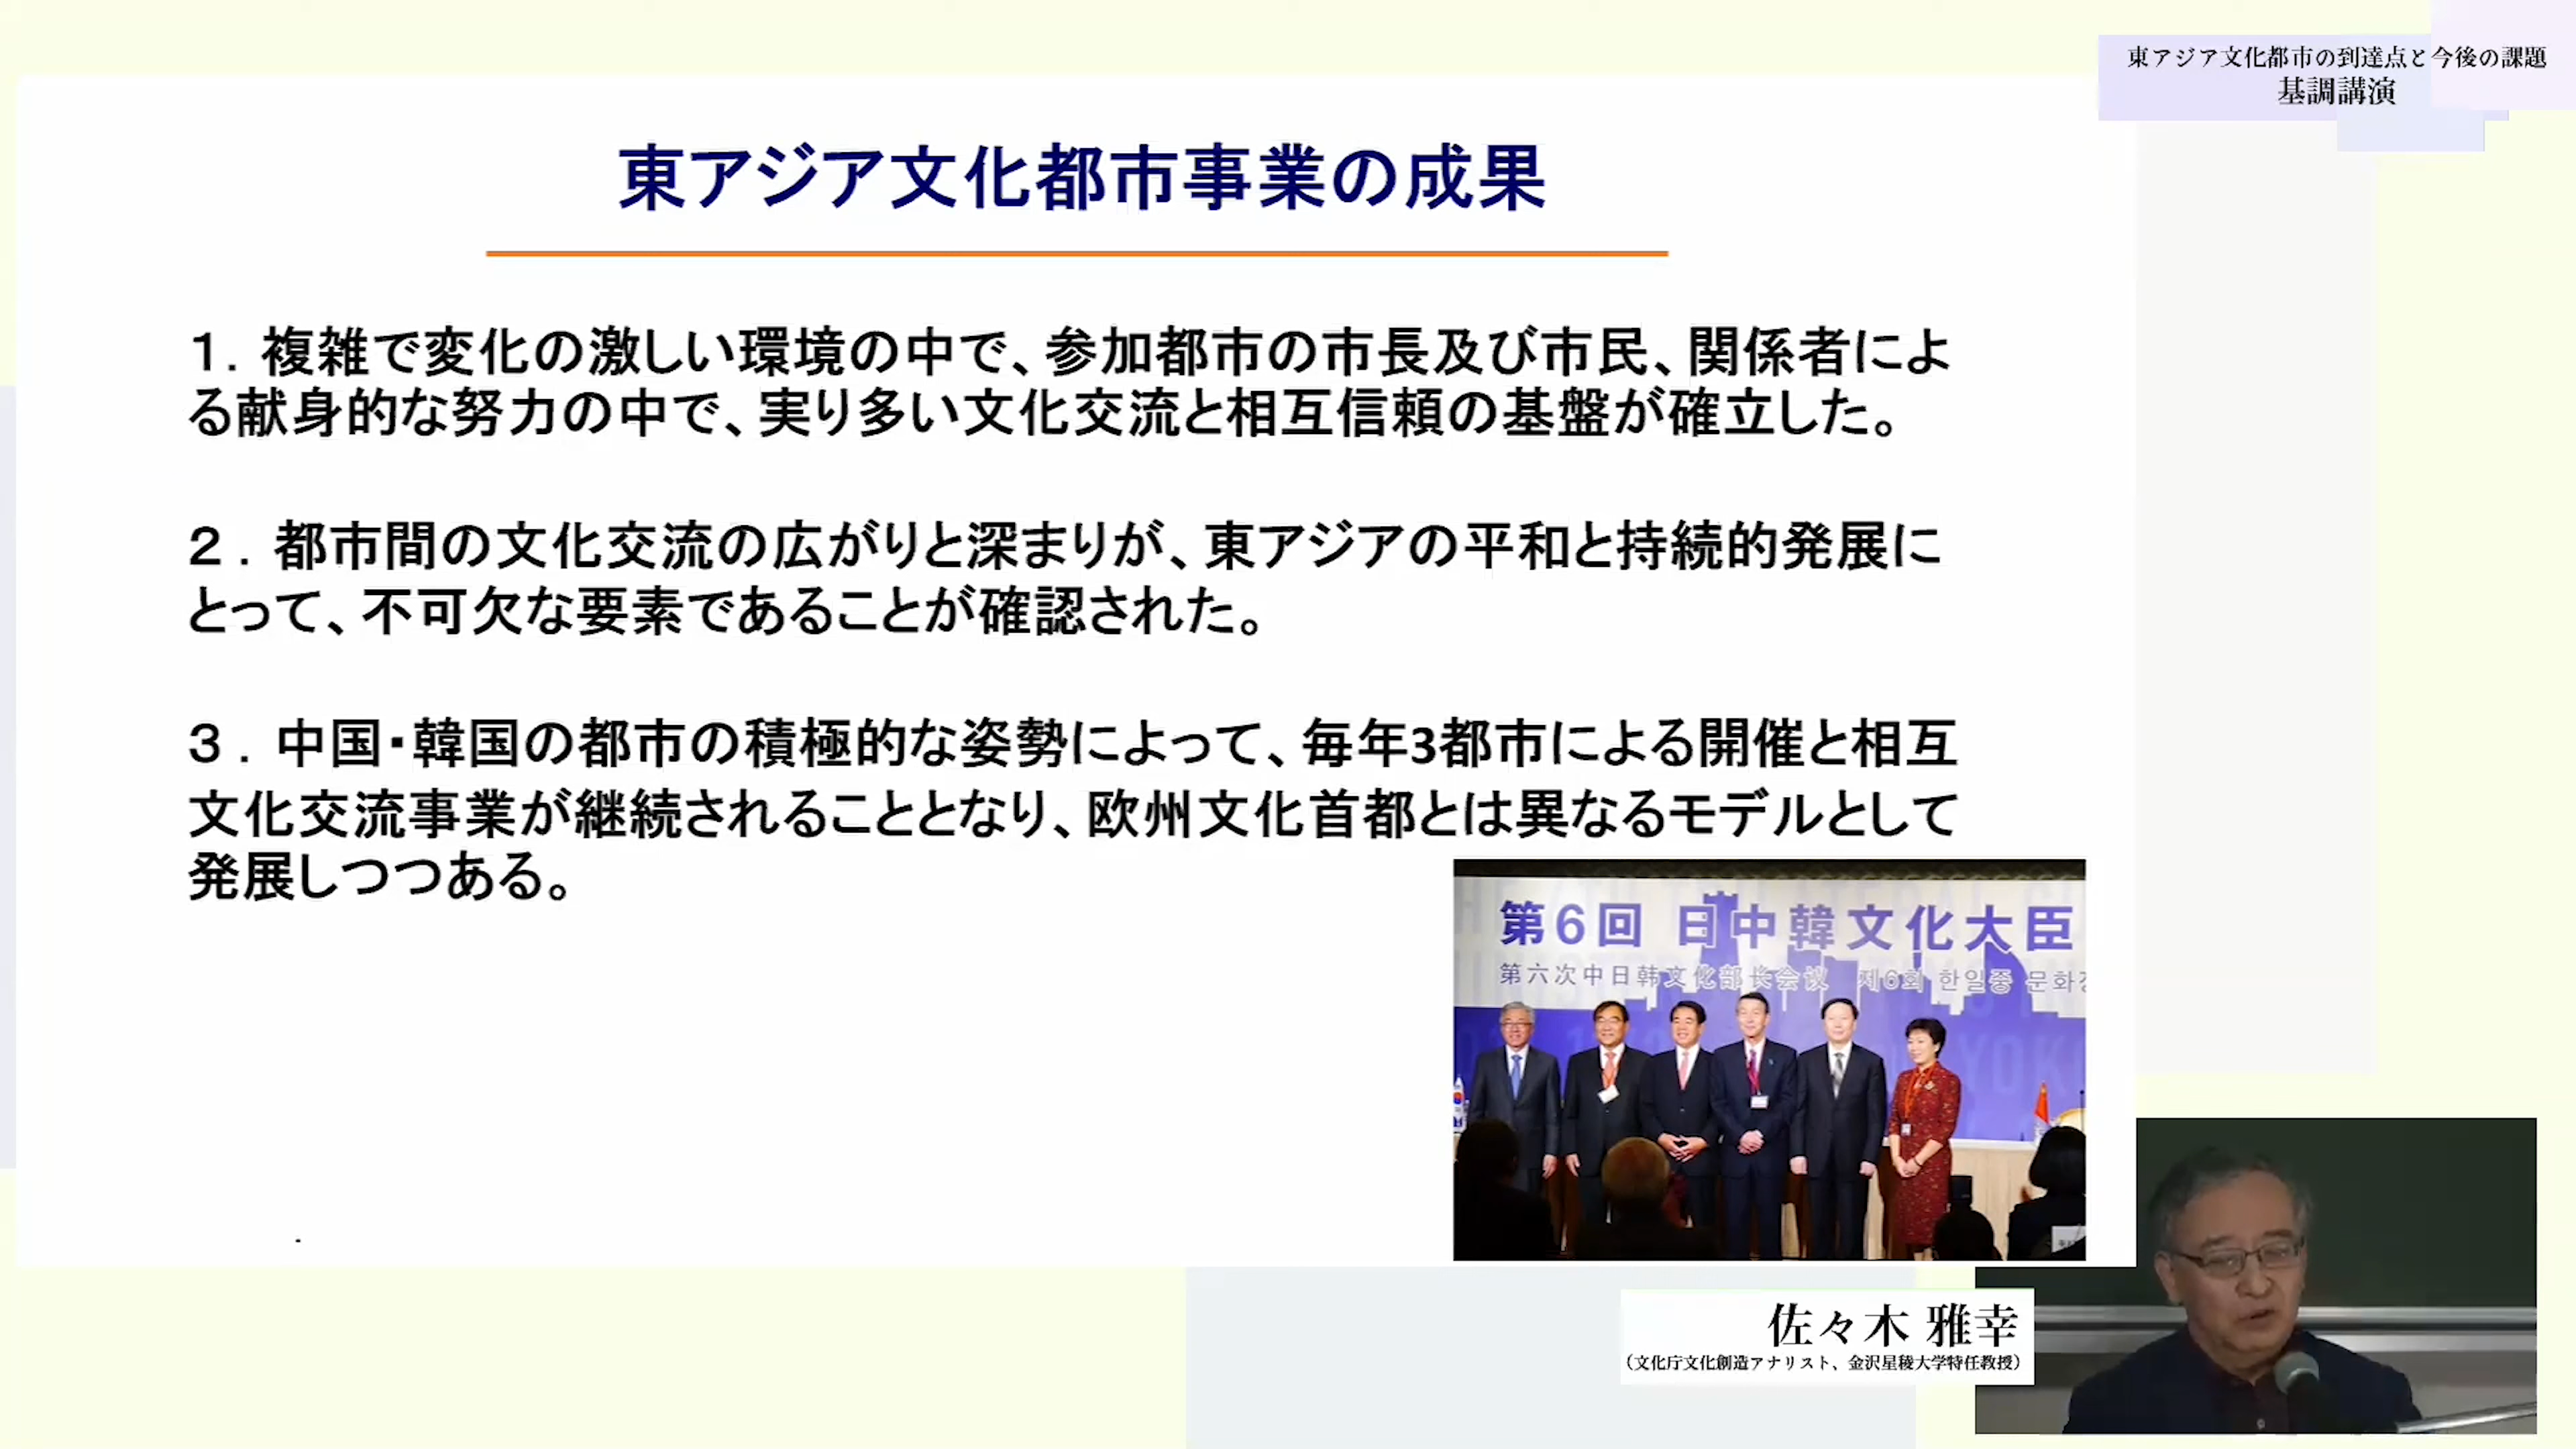 東アジア文化都市の到達点と今後の課題
基調講演
東アジア文化都市事業の成果
１．複雑で変化の激しい環境の中で、参加都市の市長及び市民、関係者によ
る献身的な努力の中で、実り多い文化交流と相互信頼の基盤が確立した。
２．都市間の文化交流の広がりと深まりが、東アジアの平和と持続的発展に
とって、不可欠な要素であることが確認された。
３．中国・韓国の都市の積極的な姿勢によって、毎年3都市による開催と相互
文化交流事業が継続されることとなり、欧州文化首都とは異なるモデルとして
発展しつつある。
第6回 日中韓文化大臣
第六次中日韩文化部长会议 제6회 한일중 문화
佐々木 雅幸
（文化庁文化創造アナリスト、金沢星稜大学特任教授）